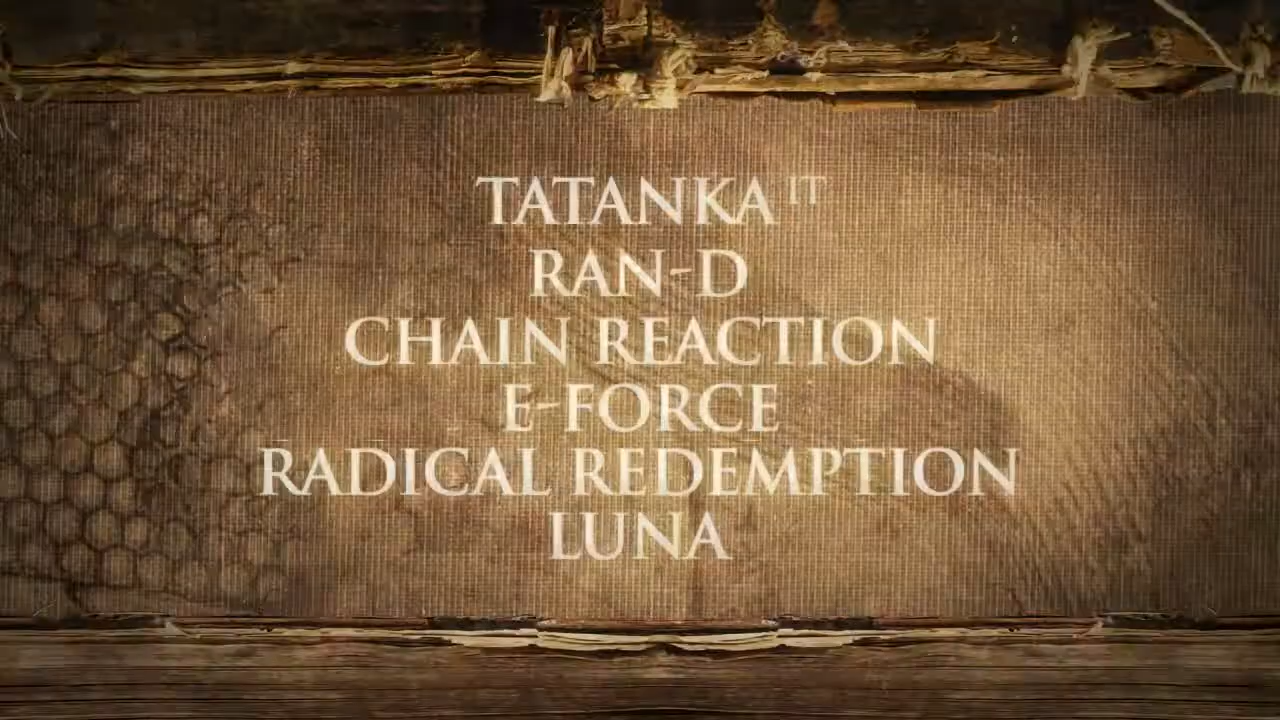 TATANKA IT
RAN-D
CHAIN REACTION
E-FORCE
RADICAL REDEMPTION
LUNA